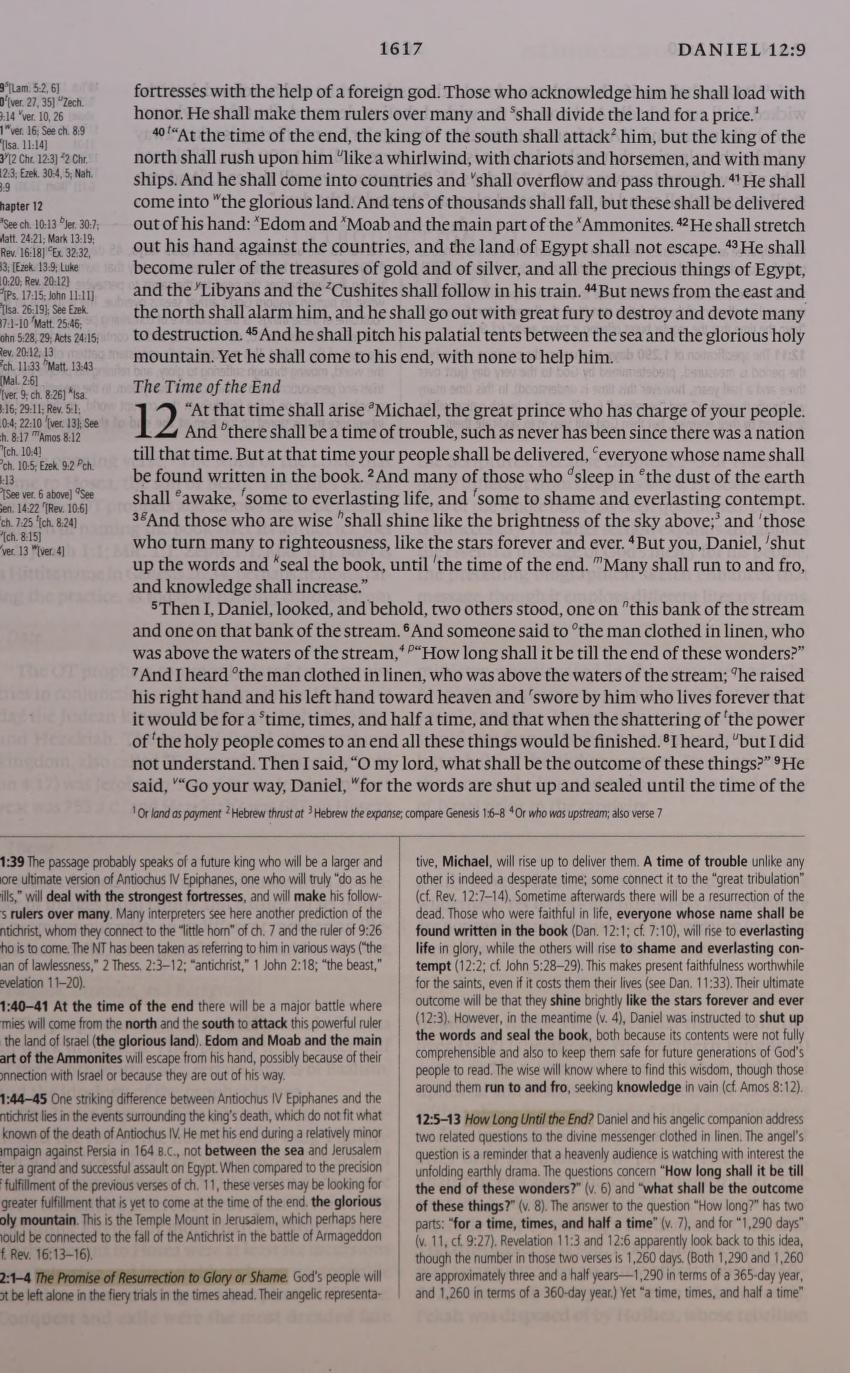 1617
DANIEL 12:9
9ˢ[Lam. 5:2, 6]
0ᵗ[ver. 27, 35] ᵘZech.
9:14 ᵛver. 10, 26
1ʷver. 16; See ch. 8:9
ˣ[Isa. 11:14]
3ʸ[2 Chr. 12:3] ᶻ2 Chr.
12:3; Ezek. 30:4, 5; Nah.
3:9
hapter 12
ᵃSee ch. 10:13 ᵇJer. 30:7;
Matt. 24:21; Mark 13:19;
Rev. 16:18] ᶜEx. 32:32,
33; [Ezek. 13:9; Luke
10:20; Rev. 20:12]
ᵈ[Ps. 17:15; John 11:11]
ᵉ[Isa. 26:19]; See Ezek.
37:1-10 ᶠMatt. 25:46;
John 5:28, 29; Acts 24:15;
Rev. 20:12, 13
ᵍch. 11:33 ʰMatt. 13:43
[Mal. 2:6]
[ver. 9; ch. 8:26] ᵏIsa.
8:16; 29:11; Rev. 5:1;
10:4; 22:10 ˡ[ver. 13]; See
ch. 8:17 ᵐAmos 8:12
ⁿ[ch. 10:4]
ᵒch. 10:5; Ezek. 9:2 ᵖch.
8:13
[See ver. 6 above] ᑫSee
Gen. 14:22 ʳ[Rev. 10:6]
ˢch. 7:25 ᵗ[ch. 8:24]
ᵘ[ch. 8:15]
ᵛver. 13 ʷ[ver. 4]
fortresses with the help of a foreign god. Those who acknowledge him he shall load with
honor. He shall make them rulers over many and ˢshall divide the land for a price.¹
40 ᵗ“At the time of the end, the king of the south shall attack² him, but the king of the
north shall rush upon him ᵘlike a whirlwind, with chariots and horsemen, and with many
ships. And he shall come into countries and ᵛshall overflow and pass through. 41 He shall
come into ʷthe glorious land. And tens of thousands shall fall, but these shall be delivered
out of his hand: ˣEdom and ˣMoab and the main part of the ˣAmmonites. 42 He shall stretch
out his hand against the countries, and the land of Egypt shall not escape. 43 He shall
become ruler of the treasures of gold and of silver, and all the precious things of Egypt,
and the ʸLibyans and the ᶻCushites shall follow in his train. 44 But news from the east and
the north shall alarm him, and he shall go out with great fury to destroy and devote many
to destruction. 45 And he shall pitch his palatial tents between the sea and the glorious holy
mountain. Yet he shall come to his end, with none to help him.
The Time of the End
12 “At that time shall arise ᵃMichael, the great prince who has charge of your people.
And ᵇthere shall be a time of trouble, such as never has been since there was a nation
till that time. But at that time your people shall be delivered, ᶜeveryone whose name shall
be found written in the book. 2 And many of those who ᵈsleep in ᵉthe dust of the earth
shall ᵉawake, ᶠsome to everlasting life, and ᶠsome to shame and everlasting contempt.
3 ᵍAnd those who are wise ʰshall shine like the brightness of the sky above;³ and ⁱthose
who turn many to righteousness, like the stars forever and ever. 4 But you, Daniel, ʲshut
up the words and ᵏseal the book, until ˡthe time of the end. ᵐMany shall run to and fro,
and knowledge shall increase.”
5 Then I, Daniel, looked, and behold, two others stood, one on ⁿthis bank of the stream
and one on that bank of the stream. 6 And someone said to ᵒthe man clothed in linen, who
was above the waters of the stream,⁴ ᵖ“How long shall it be till the end of these wonders?”
7 And I heard ᵒthe man clothed in linen, who was above the waters of the stream; ᑫhe raised
his right hand and his left hand toward heaven and ʳswore by him who lives forever that
it would be for a ˢtime, times, and half a time, and that when the shattering of ᵗthe power
of ᵗthe holy people comes to an end all these things would be finished. 8 I heard, ᵘbut I did
not understand. Then I said, “O my lord, what shall be the outcome of these things?” 9 He
said, ᵛ“Go your way, Daniel, ʷfor the words are shut up and sealed until the time of the
¹ Or land as payment ² Hebrew thrust at ³ Hebrew the expanse; compare Genesis 1:6–8 ⁴ Or who was upstream; also verse 7
1:39 The passage probably speaks of a future king who will be a larger and
ore ultimate version of Antiochus IV Epiphanes, one who will truly “do as he
ills,” will deal with the strongest fortresses, and will make his follow-
rs rulers over many. Many interpreters see here another prediction of the
ntichrist, whom they connect to the “little horn” of ch. 7 and the ruler of 9:26
ho is to come. The NT has been taken as referring to him in various ways (“the
an of lawlessness,” 2 Thess. 2:3–12; “antichrist,” 1 John 2:18; “the beast,”
evelation 11–20).
1:40–41 At the time of the end there will be a major battle where
rmies will come from the north and the south to attack this powerful ruler
the land of Israel (the glorious land). Edom and Moab and the main
art of the Ammonites will escape from his hand, possibly because of their
onnection with Israel or because they are out of his way.
1:44–45 One striking difference between Antiochus IV Epiphanes and the
ntichrist lies in the events surrounding the king’s death, which do not fit what
known of the death of Antiochus IV. He met his end during a relatively minor
ampaign against Persia in 164 B.C., not between the sea and Jerusalem
ter a grand and successful assault on Egypt. When compared to the precision
f fulfillment of the previous verses of ch. 11, these verses may be looking for
greater fulfillment that is yet to come at the time of the end. the glorious
oly mountain. This is the Temple Mount in Jerusalem, which perhaps here
hould be connected to the fall of the Antichrist in the battle of Armageddon
f. Rev. 16:13–16).
2:1–4 The Promise of Resurrection to Glory or Shame. God’s people will
ot be left alone in the fiery trials in the times ahead. Their angelic representa-
tive, Michael, will rise up to deliver them. A time of trouble unlike any
other is indeed a desperate time; some connect it to the “great tribulation”
(cf. Rev. 12:7–14). Sometime afterwards there will be a resurrection of the
dead. Those who were faithful in life, everyone whose name shall be
found written in the book (Dan. 12:1; cf. 7:10), will rise to everlasting
life in glory, while the others will rise to shame and everlasting con-
tempt (12:2; cf. John 5:28–29). This makes present faithfulness worthwhile
for the saints, even if it costs them their lives (see Dan. 11:33). Their ultimate
outcome will be that they shine brightly like the stars forever and ever
(12:3). However, in the meantime (v. 4), Daniel was instructed to shut up
the words and seal the book, both because its contents were not fully
comprehensible and also to keep them safe for future generations of God’s
people to read. The wise will know where to find this wisdom, though those
around them run to and fro, seeking knowledge in vain (cf. Amos 8:12).
12:5–13 How Long Until the End? Daniel and his angelic companion address
two related questions to the divine messenger clothed in linen. The angel’s
question is a reminder that a heavenly audience is watching with interest the
unfolding earthly drama. The questions concern “How long shall it be till
the end of these wonders?” (v. 6) and “what shall be the outcome
of these things?” (v. 8). The answer to the question “How long?” has two
parts: “for a time, times, and half a time” (v. 7), and for “1,290 days”
(v. 11, cf. 9:27). Revelation 11:3 and 12:6 apparently look back to this idea,
though the number in those two verses is 1,260 days. (Both 1,290 and 1,260
are approximately three and a half years—1,290 in terms of a 365-day year,
and 1,260 in terms of a 360-day year.) Yet “a time, times, and half a time”